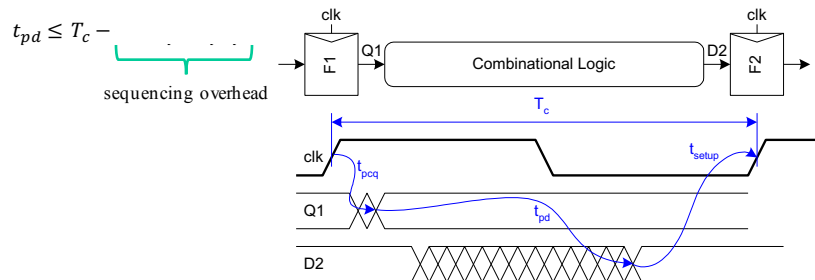 clk clk
t_pd ≤ T_c −
F1 Q1 Combinational Logic D2 F2
sequencing overhead
T_c
clk t_pcq t_setup
Q1 t_pd
D2